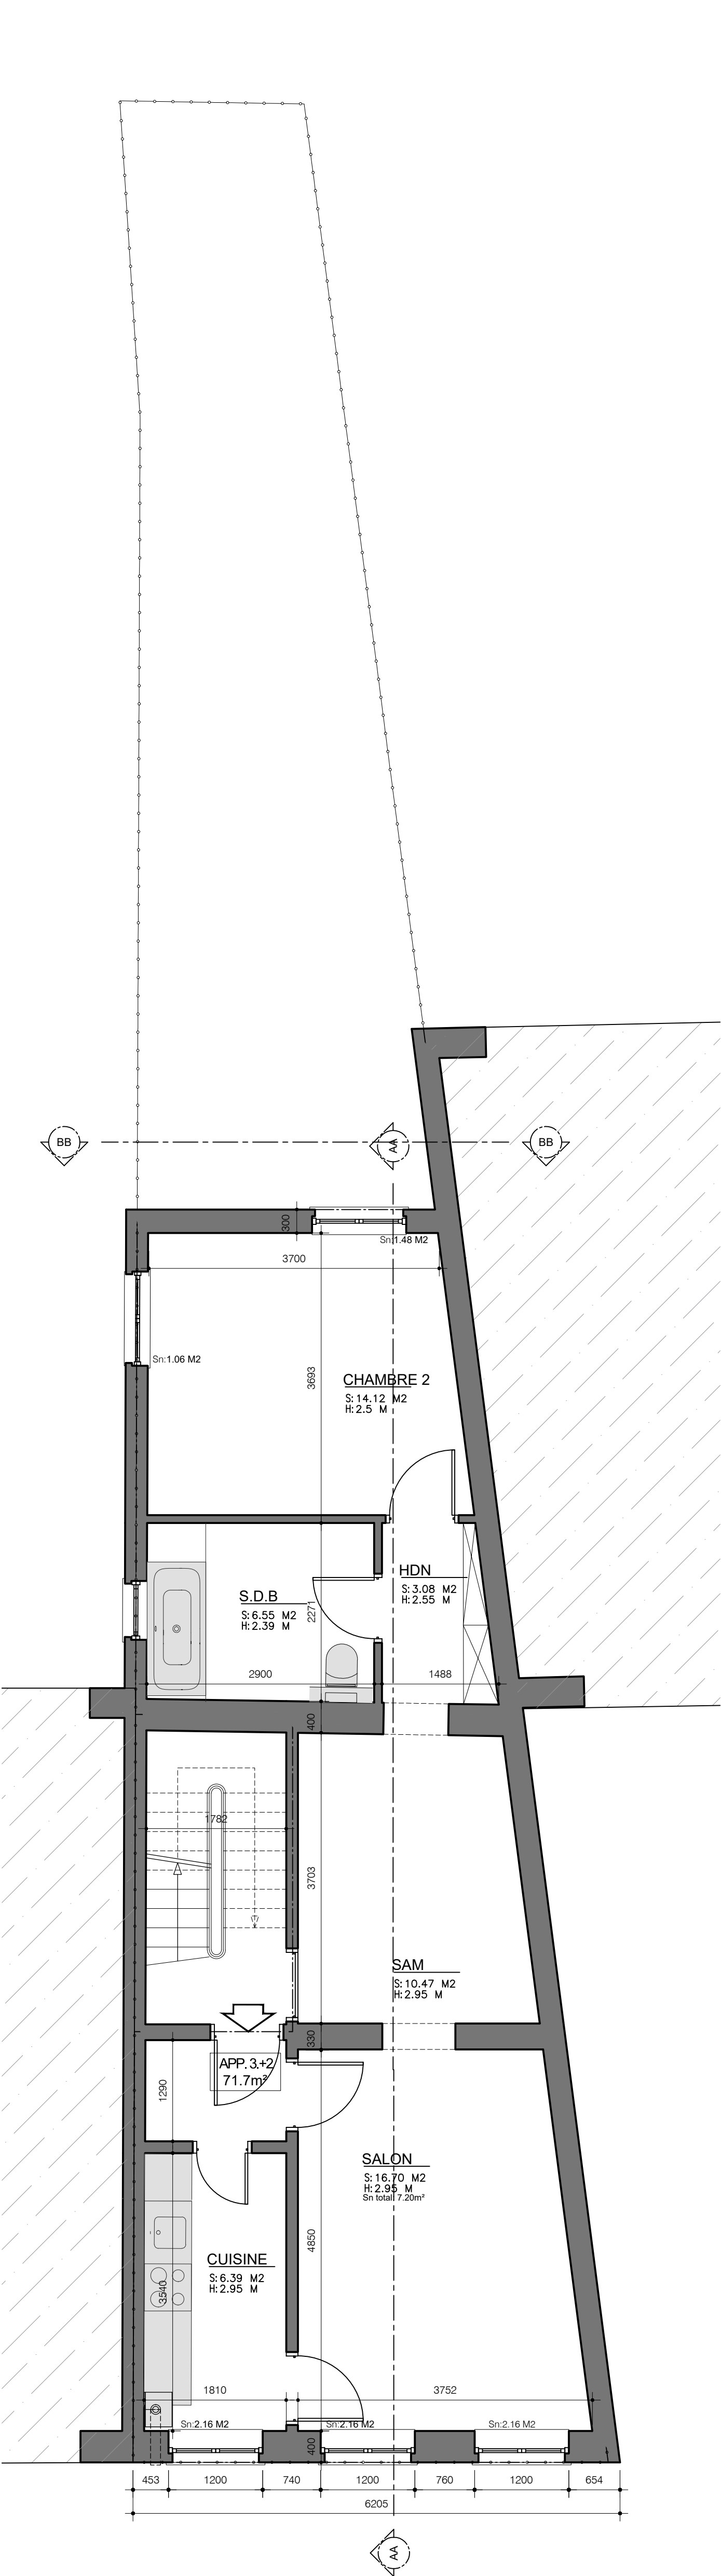 BB
AA
BB
300
Sn:1.48 M2
3700
Sn:1.06 M2
3693
CHAMBRE 2
S:14.12 M2
H:2.5 M
HDN
S:3.08 M2
H:2.55 M
S.D.B
S:6.55 M2
H:2.39 M
2271
2900
1488
400
1782
3703
SAM
S:10.47 M2
H:2.95 M
330
APP. 3.+2
71.7m²
1290
SALON
S:16.70 M2
H:2.95 M
Sn total: 7.20m²
4850
CUISINE
S:6.39 M2
H:2.95 M
3540
1810
3752
Sn:2.16 M2
Sn:2.16 M2
Sn:2.16 M2
400
453
1200
740
1200
760
1200
654
6205
AA